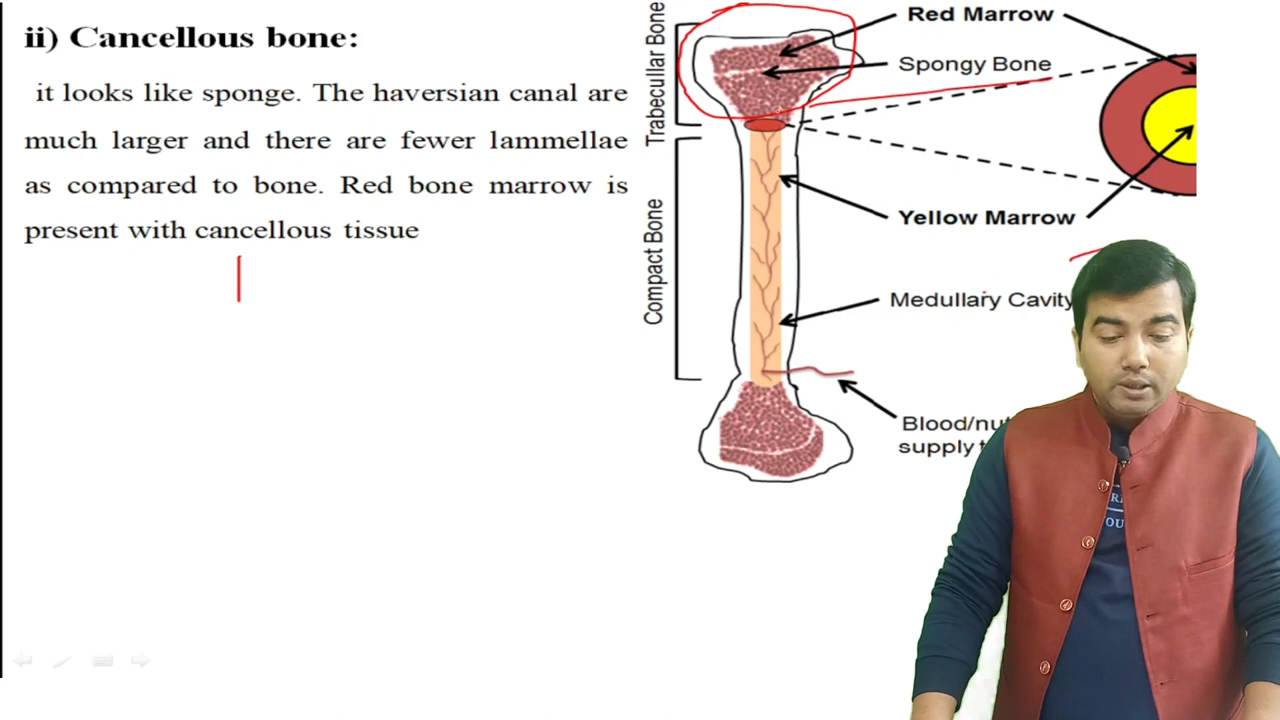 ii) Cancellous bone:
it looks like sponge. The haversian canal are
much larger and there are fewer lammellae
as compared to bone. Red bone marrow is
present with cancellous tissue
Trabecullar Bone
Compact Bone
Red Marrow
Spongy Bone
Yellow Marrow
Medullary Cavity
supply